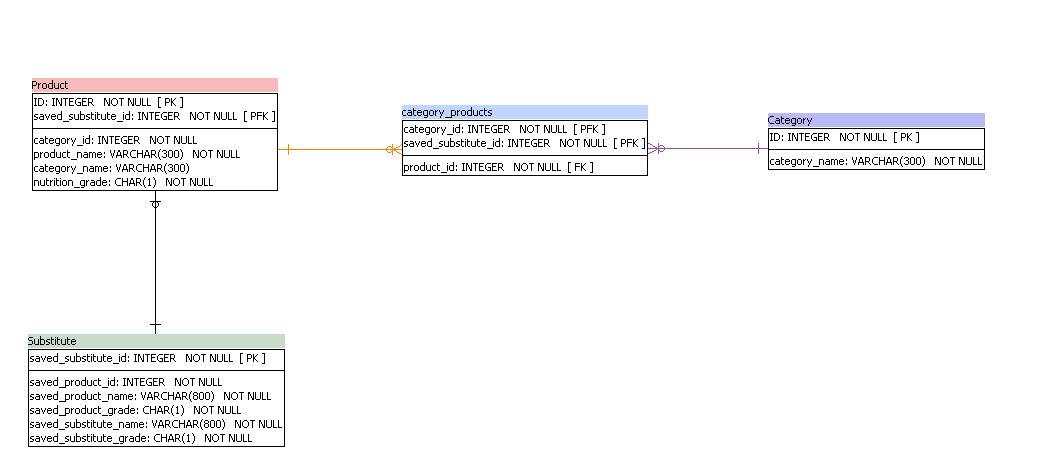 Product
ID: INTEGER NOT NULL [ PK ]
saved_substitute_id: INTEGER NOT NULL [ PFK ]
category_id: INTEGER NOT NULL
product_name: VARCHAR(300) NOT NULL
category_name: VARCHAR(300)
nutrition_grade: CHAR(1) NOT NULL
category_products
category_id: INTEGER NOT NULL [ PFK ]
saved_substitute_id: INTEGER NOT NULL [ PFK ]
product_id: INTEGER NOT NULL [ FK ]
Category
ID: INTEGER NOT NULL [ PK ]
category_name: VARCHAR(300) NOT NULL
Substitute
saved_substitute_id: INTEGER NOT NULL [ PK ]
saved_product_id: INTEGER NOT NULL
saved_product_name: VARCHAR(800) NOT NULL
saved_product_grade: CHAR(1) NOT NULL
saved_substitute_name: VARCHAR(800) NOT NULL
saved_substitute_grade: CHAR(1) NOT NULL